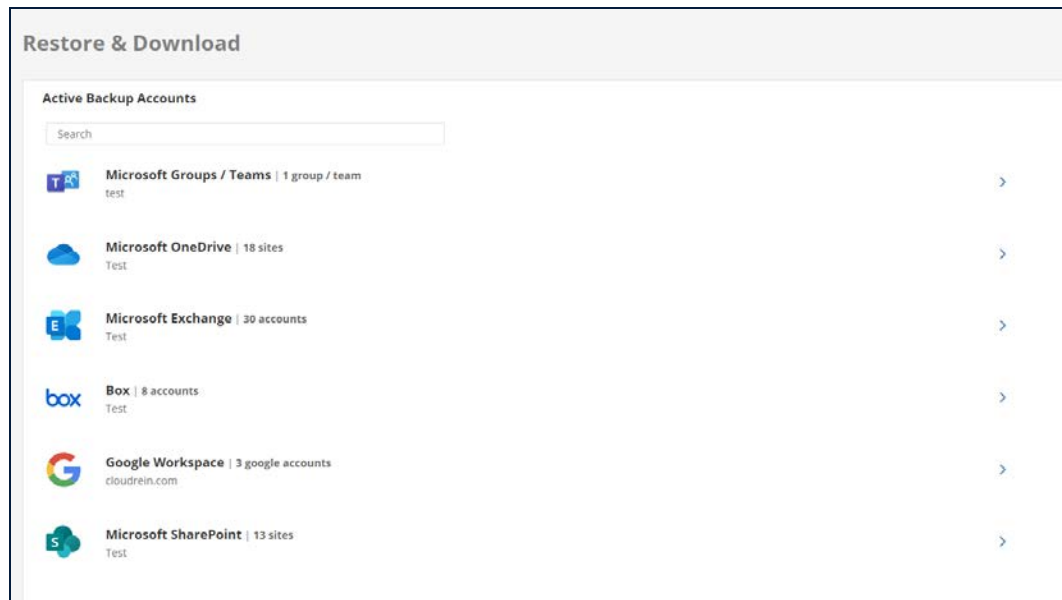 Restore & Download
Active Backup Accounts
Search
T
Microsoft Groups / Teams | 1 group / team
test
Microsoft OneDrive | 18 sites
Test
E
Microsoft Exchange | 30 accounts
Test
box
Box | 8 accounts
Test
G
Google Workspace | 3 google accounts
cloudrein.com
S
Microsoft SharePoint | 13 sites
Test